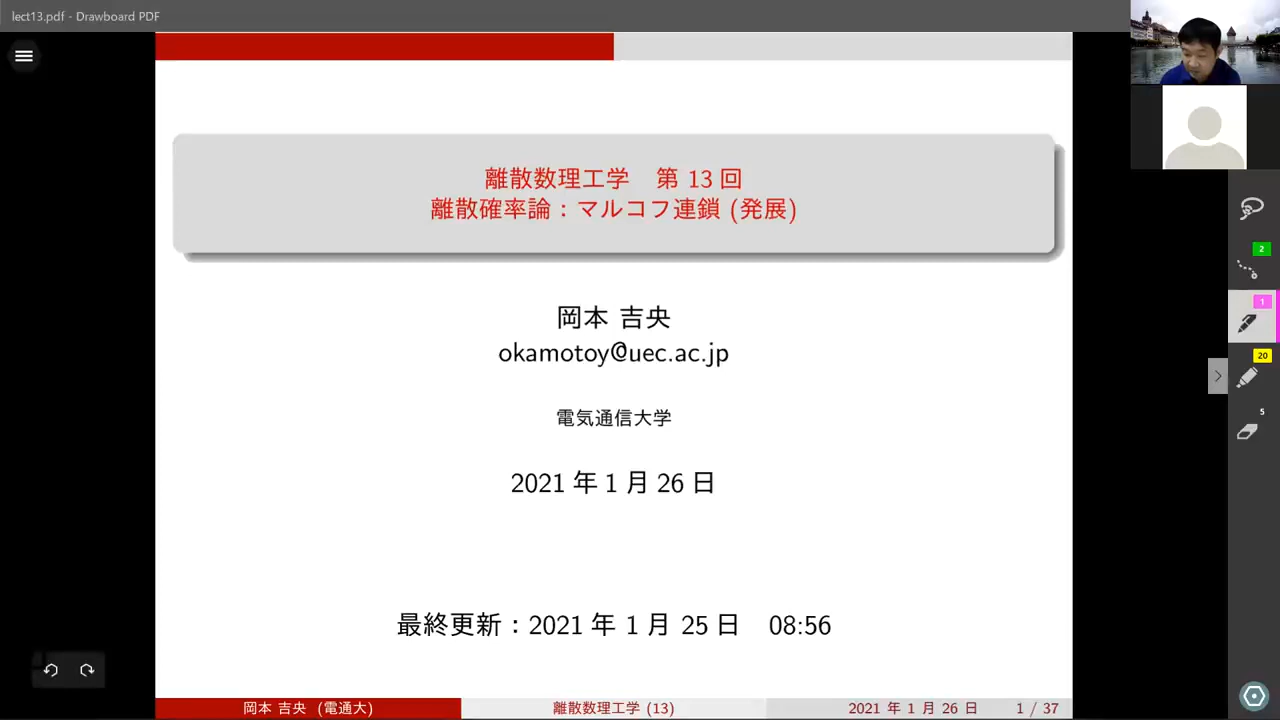 lect13.pdf - Drawboard PDF
離散数理工学 第 13 回
離散確率論：マルコフ連鎖 (発展)
岡本 吉央
okamotoy@uec.ac.jp
電気通信大学
2021 年 1 月 26 日
最終更新：2021 年 1 月 25 日 08:56
岡本 吉央 (電通大)
離散数理工学 (13)
2021 年 1 月 26 日
1 / 37
2
1
20
5